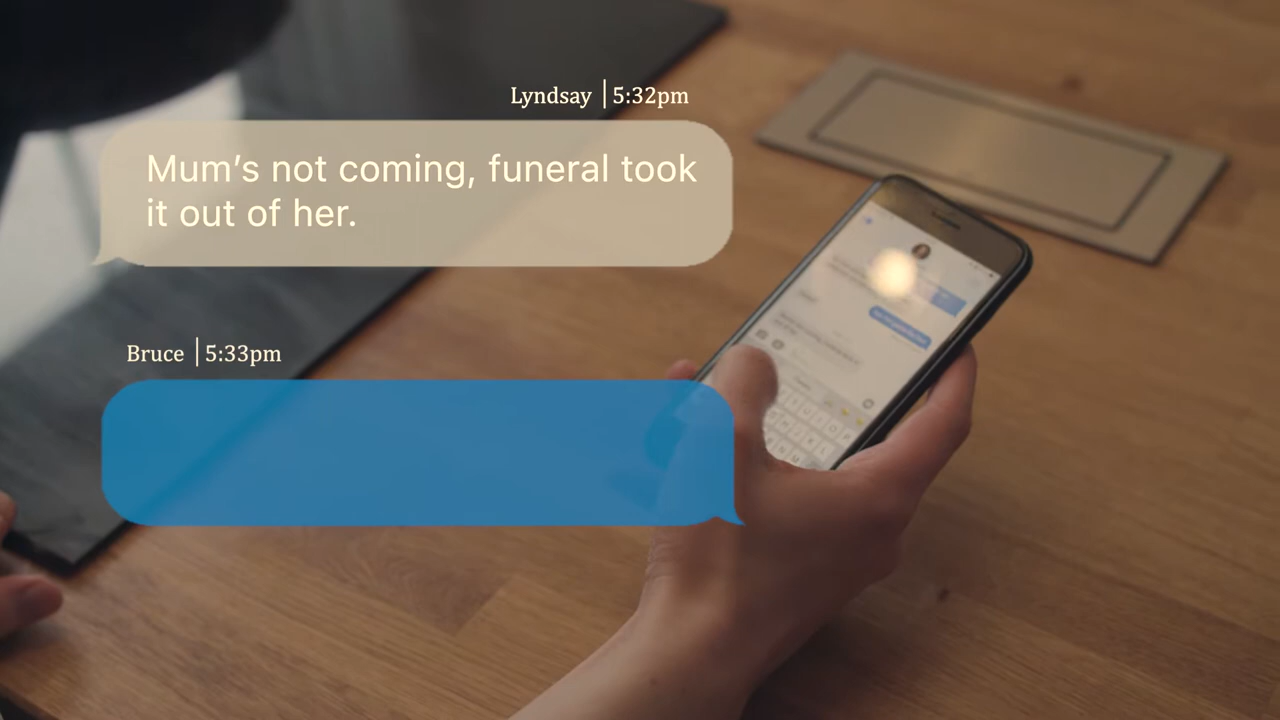 Lyndsay | 5:32pm
Mum’s not coming, funeral took
it out of her.
Bruce | 5:33pm